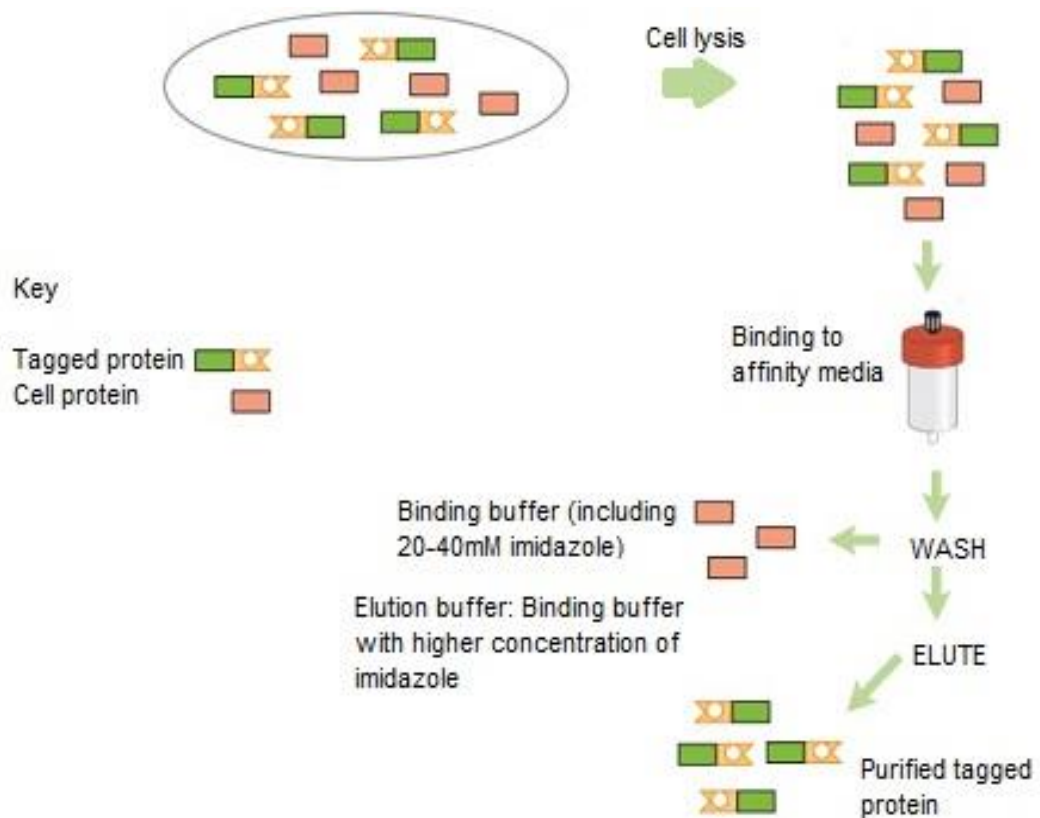 Cell lysis
Key
Tagged protein
Cell protein
Binding to
affinity media
Binding buffer (including
20-40mM imidazole)
WASH
Elution buffer: Binding buffer
with higher concentration of
imidazole
ELUTE
Purified tagged
protein